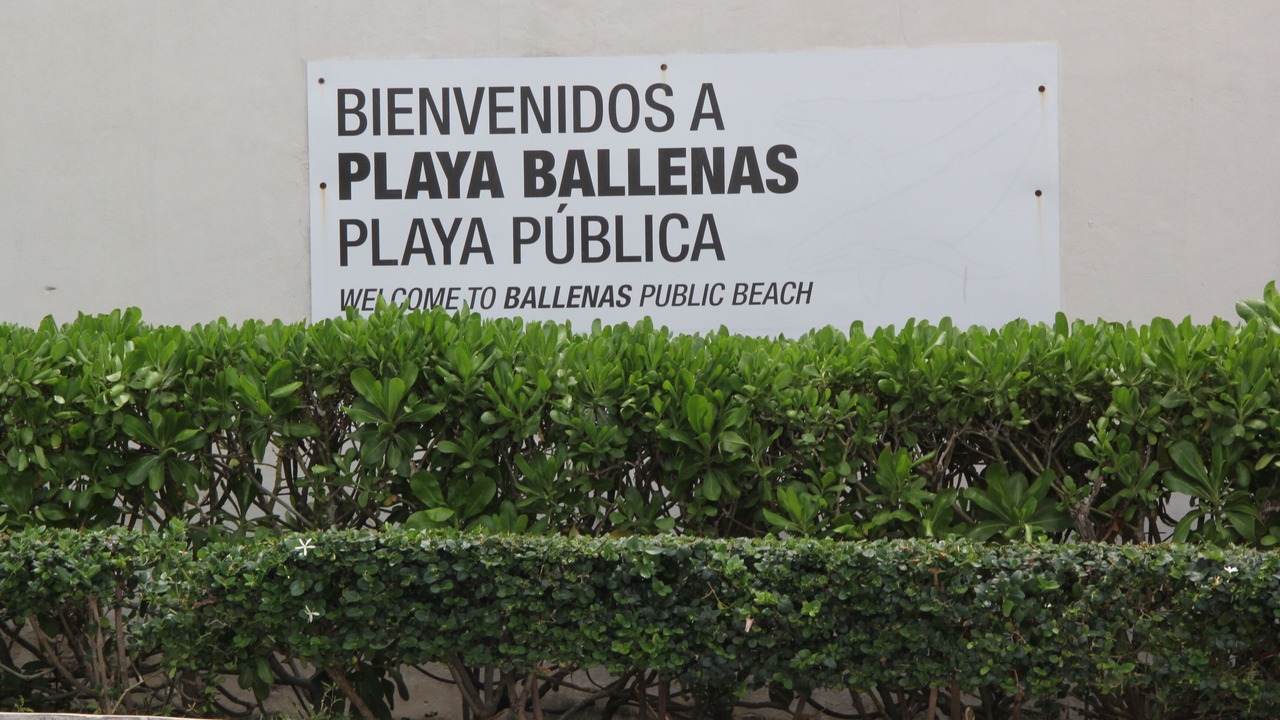 BIENVENIDOS A
PLAYA BALLENAS
PLAYA PÚBLICA
WELCOME TO BALLENAS PUBLIC BEACH